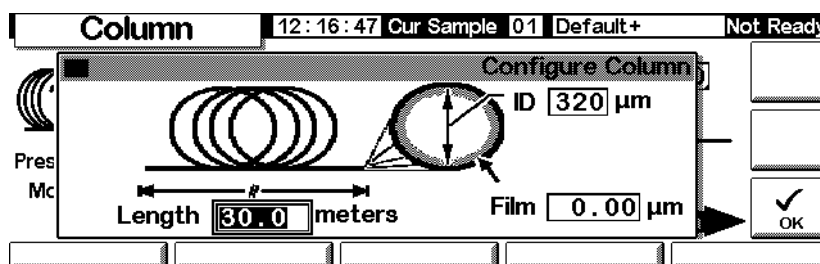 Column 12:16:47 Cur Sample 01 Default+ Not Ready
Configure Column
ID 320 µm
Pres
Mo
Length 30.0 meters
Film 0.00 µm
OK